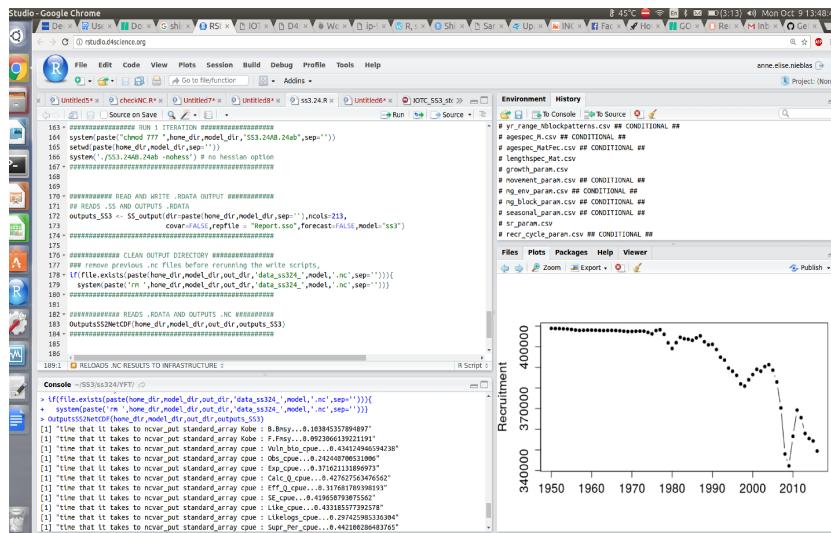 Studio - Google Chrome
45°C
(3:13)
Mon Oct 9 13:48:
rstudio.d4science.org
File Edit Code View Plots Session Build Debug Profile Tools Help
anne.elise.nieblas
Go to file/function
Addins
Project: (Non
Untitled5* × checkNC.R* × Untitled7* × Untitled8* × ss3.24.R × Untitled6* × IOTC_SS3_stc
Source on Save
Run
Source
163 ################## RUN 1 ITERATION ###################
164 system(paste("chmod 777 ",home_dir,model_dir,'SS3.24AB.24ab',sep=''))
165 setwd(paste(home_dir,model_dir,sep=''))
166 system('./SS3.24AB.24ab -nohess') # no hessian option
167 #####################################################
168
169
170 ########### READ AND WRITE .RDATA OUTPUT ###########
171 ## READS .SS AND OUTPUTS .RDATA
172 outputs_SS3 <- SS_output(dir=paste(home_dir,model_dir,sep=''),ncols=213,
173 covar=FALSE,repfile = "Report.sso",forecast=FALSE,model="ss3")
174 #####################################################
175
176 ############# CLEAN OUTPUT DIRECTORY ###############
177 ### remove previous .nc files before rerunning the write scripts,
178 if(file.exists(paste(home_dir,model_dir,out_dir,'data_ss324_',model,'.nc',sep=''))){
179 system(paste('rm ',home_dir,model_dir,out_dir,'data_ss324_',model,'.nc',sep=''))}
180 #####################################################
181
182 ############# READS .RDATA AND OUTPUTS .NC ##########
183 OutputsSS2NetCDF(home_dir,model_dir,out_dir,outputs_SS3)
184 #####################################################
185
186
189:1 RELOADS .NC RESULTS TO INFRASTRUCTURE
R Script
Console ~/SS3/ss324/YFT/
> if(file.exists(paste(home_dir,model_dir,out_dir,'data_ss324_',model,'.nc',sep=''))){
+ system(paste('rm ',home_dir,model_dir,out_dir,'data_ss324_',model,'.nc',sep=''))}
> OutputsSS2NetCDF(home_dir,model_dir,out_dir,outputs_SS3)
[1] "time that it takes to ncvar_put standard_array Kobe : B.Bmsy...0.103845357894897"
[1] "time that it takes to ncvar_put standard_array Kobe : F.Fmsy...0.0923066139221191"
[1] "time that it takes to ncvar_put standard_array cpue : Vuln_bio_cpue...0.434124946594238"
[1] "time that it takes to ncvar_put standard_array cpue : Obs_cpue...0.242440700531006"
[1] "time that it takes to ncvar_put standard_array cpue : Exp_cpue...0.371621131896973"
[1] "time that it takes to ncvar_put standard_array cpue : Calc_Q_cpue...0.427627563476562"
[1] "time that it takes to ncvar_put standard_array cpue : Eff_Q_cpue...0.317681789398193"
[1] "time that it takes to ncvar_put standard_array cpue : SE_cpue...0.419650793075562"
[1] "time that it takes to ncvar_put standard_array cpue : Like_cpue...0.433185577392578"
[1] "time that it takes to ncvar_put standard_array cpue : Likelogs_cpue...0.297425985336304"
[1] "time that it takes to ncvar_put standard_array cpue : Supr_Per_cpue...0.442100286483765"
Environment History
To Console To Source
# yr_range_Nblockpatterns.csv ## CONDITIONAL ##
# agespec_M.csv ## CONDITIONAL ##
# agespec_MatFec.csv ## CONDITIONAL ##
# lengthspec_Mat.csv
# growth_param.csv
# movement_param.csv ## CONDITIONAL ##
# mg_env_param.csv ## CONDITIONAL ##
# mg_block_param.csv ## CONDITIONAL ##
# seasonal_param.csv ## CONDITIONAL ##
# sr_param.csv
# recr_cycle_param.csv ## CONDITIONAL ##
Files Plots Packages Help Viewer
Zoom Export
Publish
Recruitment
400000
370000
340000
1950 1960 1970 1980 1990 2000 2010